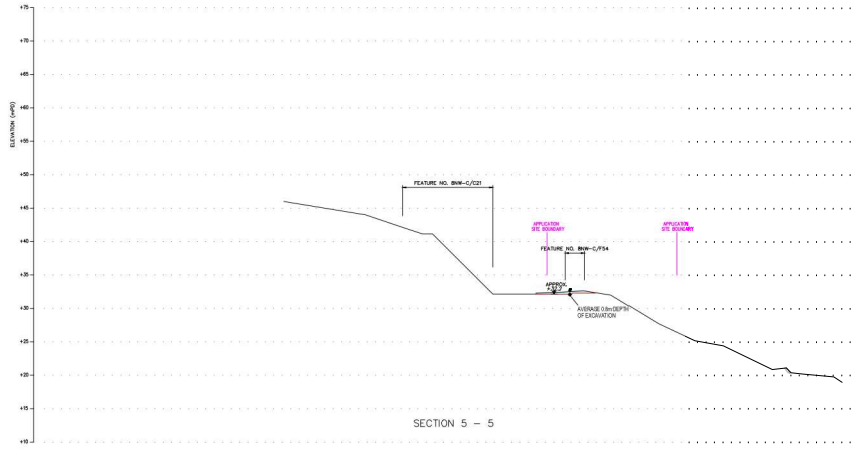 +75
+70
+65
+60
+55
+50
+45
+40
+35
+30
+25
+20
+15
+10
ELEVATION (mPD)
FEATURE NO. 8NW-C/C21
APPLICATION
SITE BOUNDARY
APPLICATION
SITE BOUNDARY
FEATURE NO. 8NW-C/F54
APPROX.
AVERAGE 0.8m DEPTH
OF EXCAVATION
SECTION 5 - 5